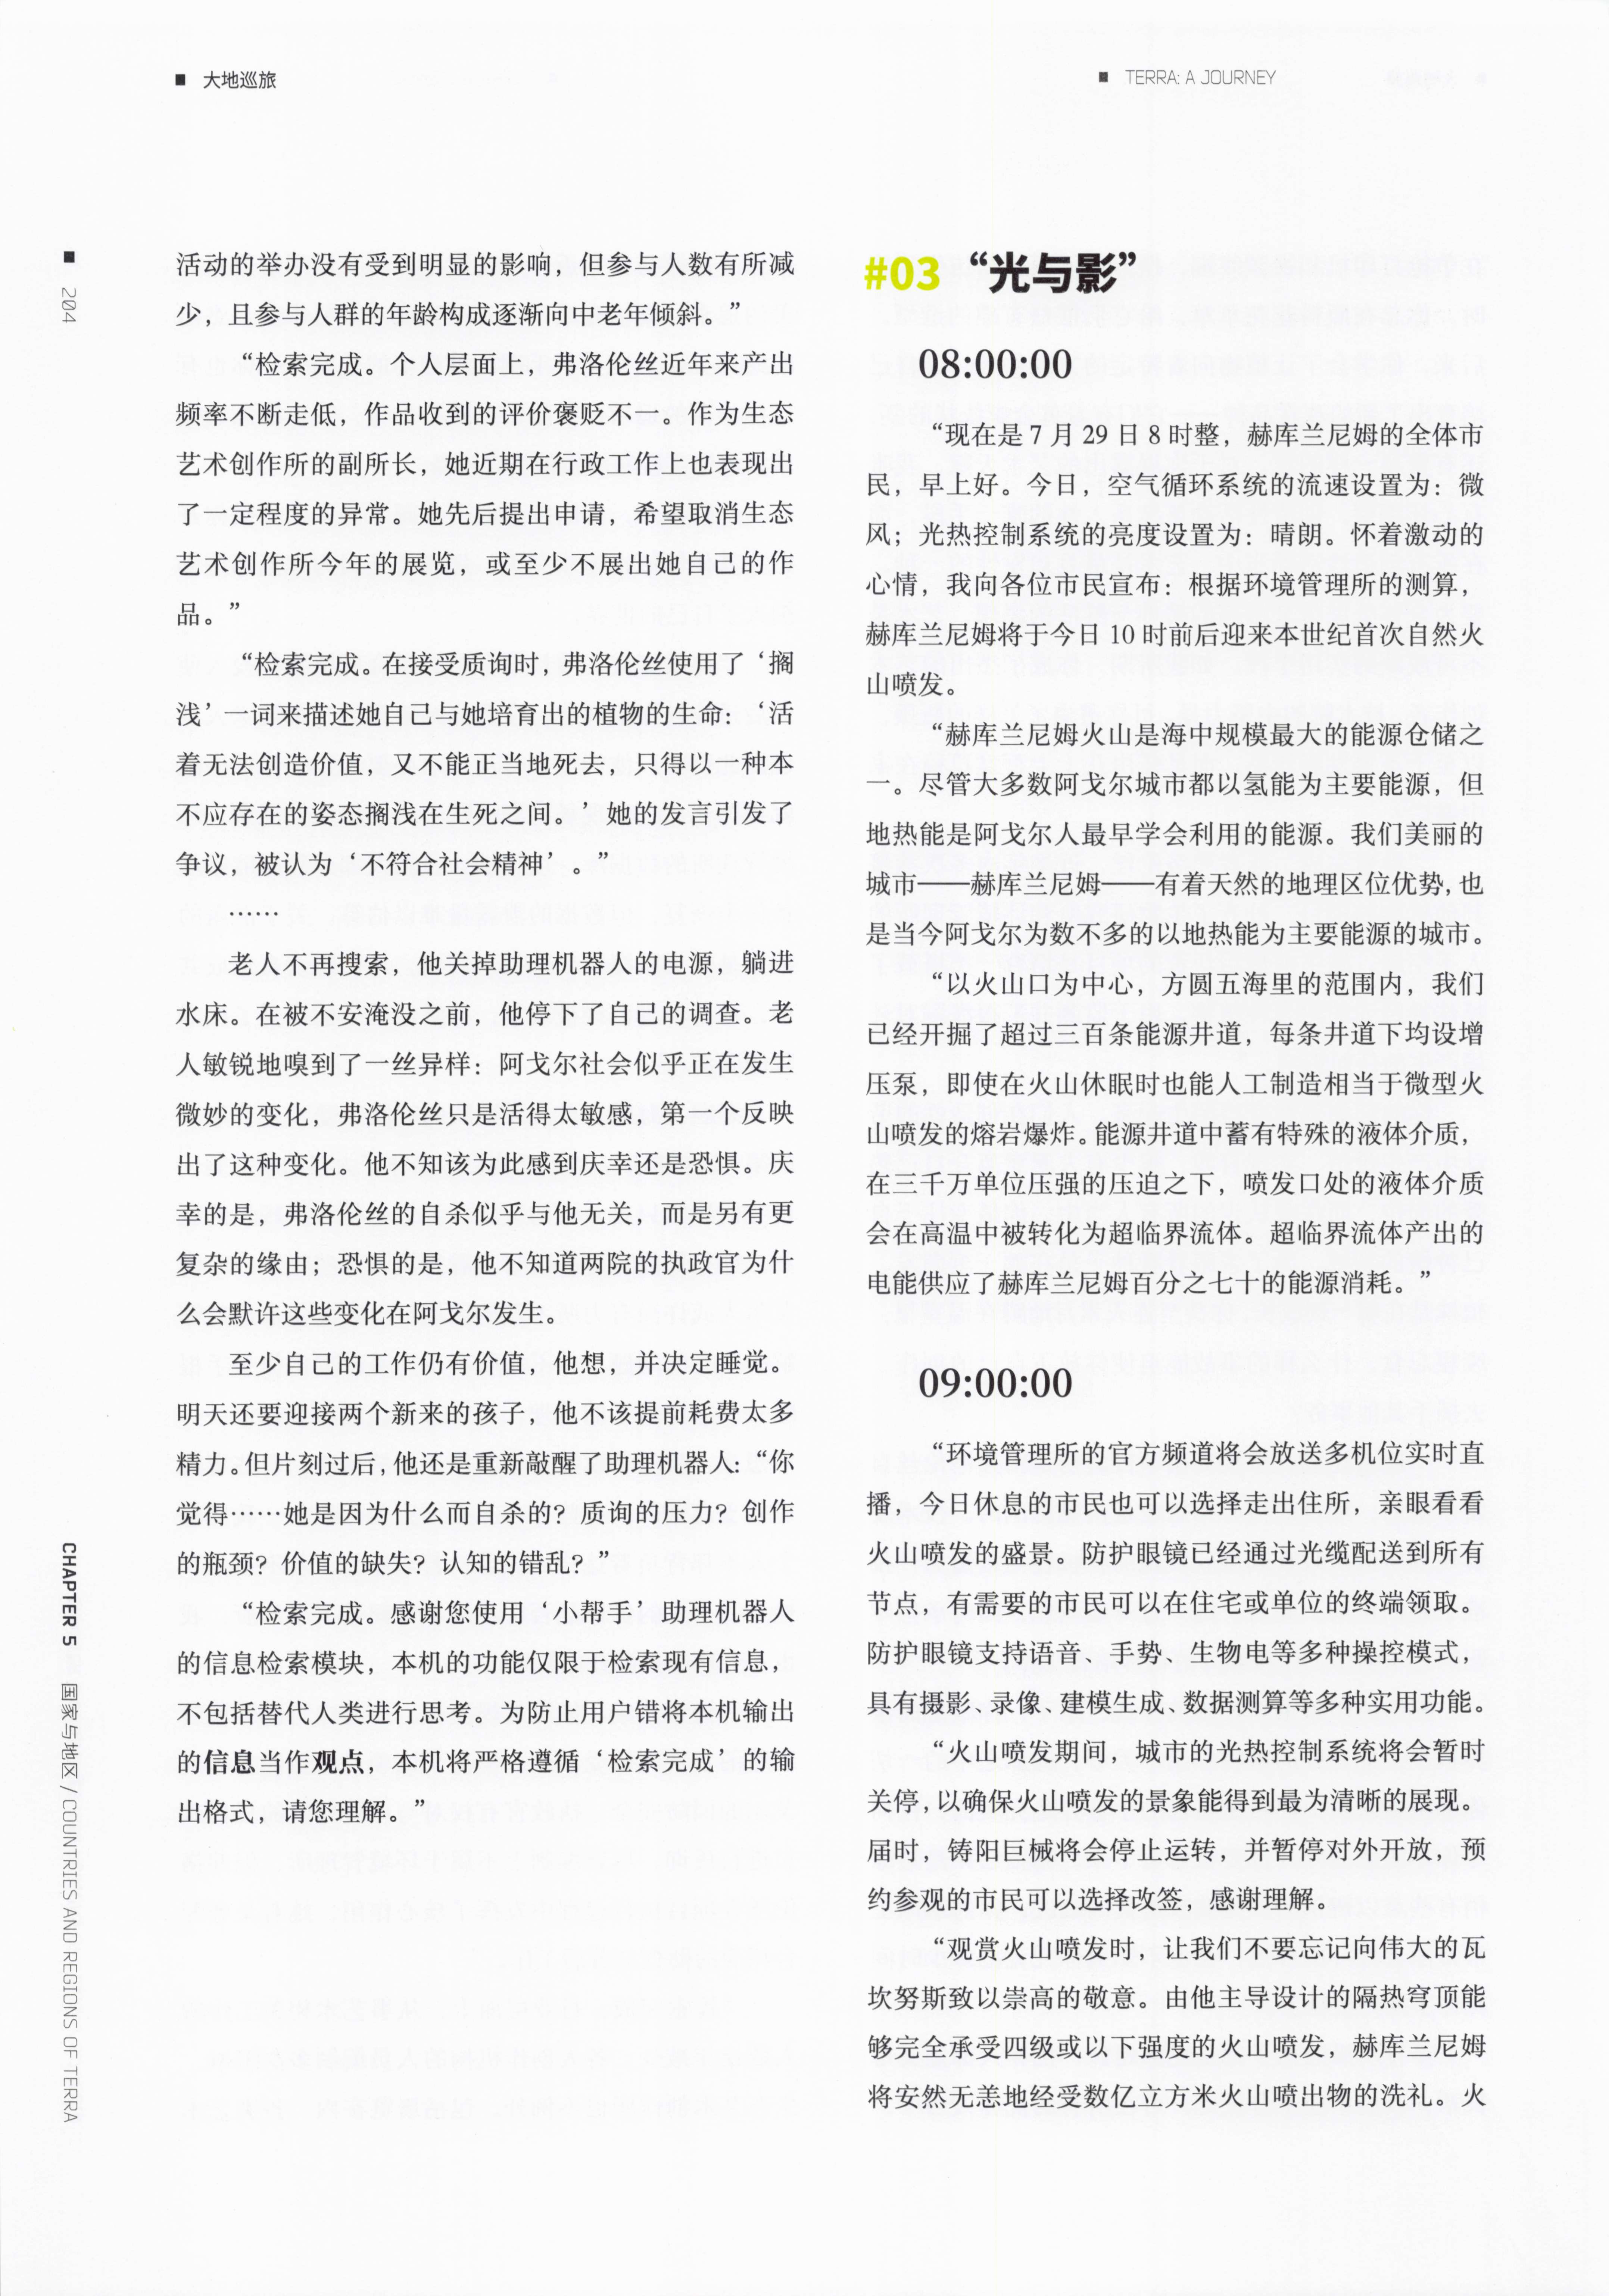 ■ 大地巡旅
■ TERRA: A JOURNEY
■ 204
活动的举办没有受到明显的影响，但参与人数有所减
少，且参与人群的年龄构成逐渐向中老年倾斜。”
“检索完成。个人层面上，弗洛伦丝近年来产出
频率不断走低，作品收到的评价褒贬不一。作为生态
艺术创作所的副所长，她近期在行政工作上也表现出
了一定程度的异常。她先后提出申请，希望取消生态
艺术创作所今年的展览，或至少不展出她自己的作
品。”
“检索完成。在接受质询时，弗洛伦丝使用了‘搁
浅’一词来描述她自己与她培育出的植物的生命：‘活
着无法创造价值，又不能正当地死去，只得以一种本
不应存在的姿态搁浅在生死之间。’她的发言引发了
争议，被认为‘不符合社会精神’。”
……
老人不再搜索，他关掉助理机器人的电源，躺进
水床。在被不安淹没之前，他停下了自己的调查。老
人敏锐地嗅到了一丝异样：阿戈尔社会似乎正在发生
微妙的变化，弗洛伦丝只是活得太敏感，第一个反映
出了这种变化。他不知该为此感到庆幸还是恐惧。庆
幸的是，弗洛伦丝的自杀似乎与他无关，而是另有更
复杂的缘由；恐惧的是，他不知道两院的执政官为什
么会默许这些变化在阿戈尔发生。
至少自己的工作仍有价值，他想，并决定睡觉。
明天还要迎接两个新来的孩子，他不该提前耗费太多
精力。但片刻过后，他还是重新敲醒了助理机器人：“你
觉得……她是因为什么而自杀的？质询的压力？创作
的瓶颈？价值的缺失？认知的错乱？”
“检索完成。感谢您使用‘小帮手’助理机器人
的信息检索模块，本机的功能仅限于检索现有信息，
不包括替代人类进行思考。为防止用户错将本机输出
的信息当作观点，本机将严格遵循‘检索完成’的输
出格式，请您理解。”
#03 “光与影”
08:00:00
“现在是 7 月 29 日 8 时整，赫库兰尼姆的全体市
民，早上好。今日，空气循环系统的流速设置为：微
风；光热控制系统的亮度设置为：晴朗。怀着激动的
心情，我向各位市民宣布：根据环境管理所的测算，
赫库兰尼姆将于今日 10 时前后迎来本世纪首次自然火
山喷发。
“赫库兰尼姆火山是海中规模最大的能源仓储之
一。尽管大多数阿戈尔城市都以氢能为主要能源，但
地热能是阿戈尔人最早学会利用的能源。我们美丽的
城市——赫库兰尼姆——有着天然的地理区位优势，也
是当今阿戈尔为数不多的以地热能为主要能源的城市。
“以火山口为中心，方圆五海里的范围内，我们
已经开掘了超过三百条能源井道，每条井道下均设增
压泵，即使在火山休眠时也能人工制造相当于微型火
山喷发的熔岩爆炸。能源井道中蓄有特殊的液体介质，
在三千万单位压强的压迫之下，喷发口处的液体介质
会在高温中被转化为超临界流体。超临界流体产出的
电能供应了赫库兰尼姆百分之七十的能源消耗。”
09:00:00
“环境管理所的官方频道将会放送多机位实时直
播，今日休息的市民也可以选择走出住所，亲眼看看
火山喷发的盛景。防护眼镜已经通过光缆配送到所有
节点，有需要的市民可以在住宅或单位的终端领取。
防护眼镜支持语音、手势、生物电等多种操控模式，
具有摄影、录像、建模生成、数据测算等多种实用功能。
“火山喷发期间，城市的光热控制系统将会暂时
关停，以确保火山喷发的景象能得到最为清晰的展现。
届时，铸阳巨械将会停止运转，并暂停对外开放，预
约参观的市民可以选择改签，感谢理解。
“观赏火山喷发时，让我们不要忘记向伟大的瓦
坎努斯致以崇高的敬意。由他主导设计的隔热穹顶能
够完全承受四级或以下强度的火山喷发，赫库兰尼姆
将安然无恙地经受数亿立方米火山喷出物的洗礼。火
CHAPTER 5 国家与地区 / COUNTRIES AND REGIONS OF TERRA